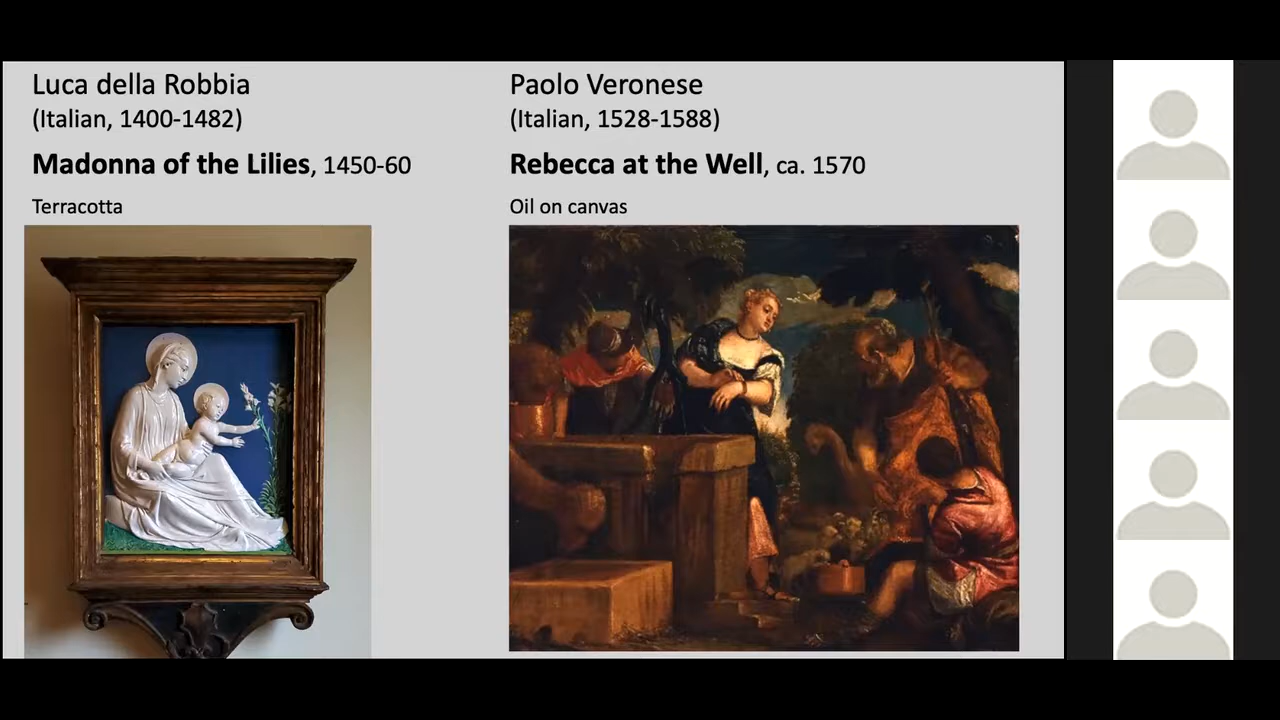 Luca della Robbia
(Italian, 1400-1482)
Madonna of the Lilies, 1450-60
Terracotta
Paolo Veronese
(Italian, 1528-1588)
Rebecca at the Well, ca. 1570
Oil on canvas